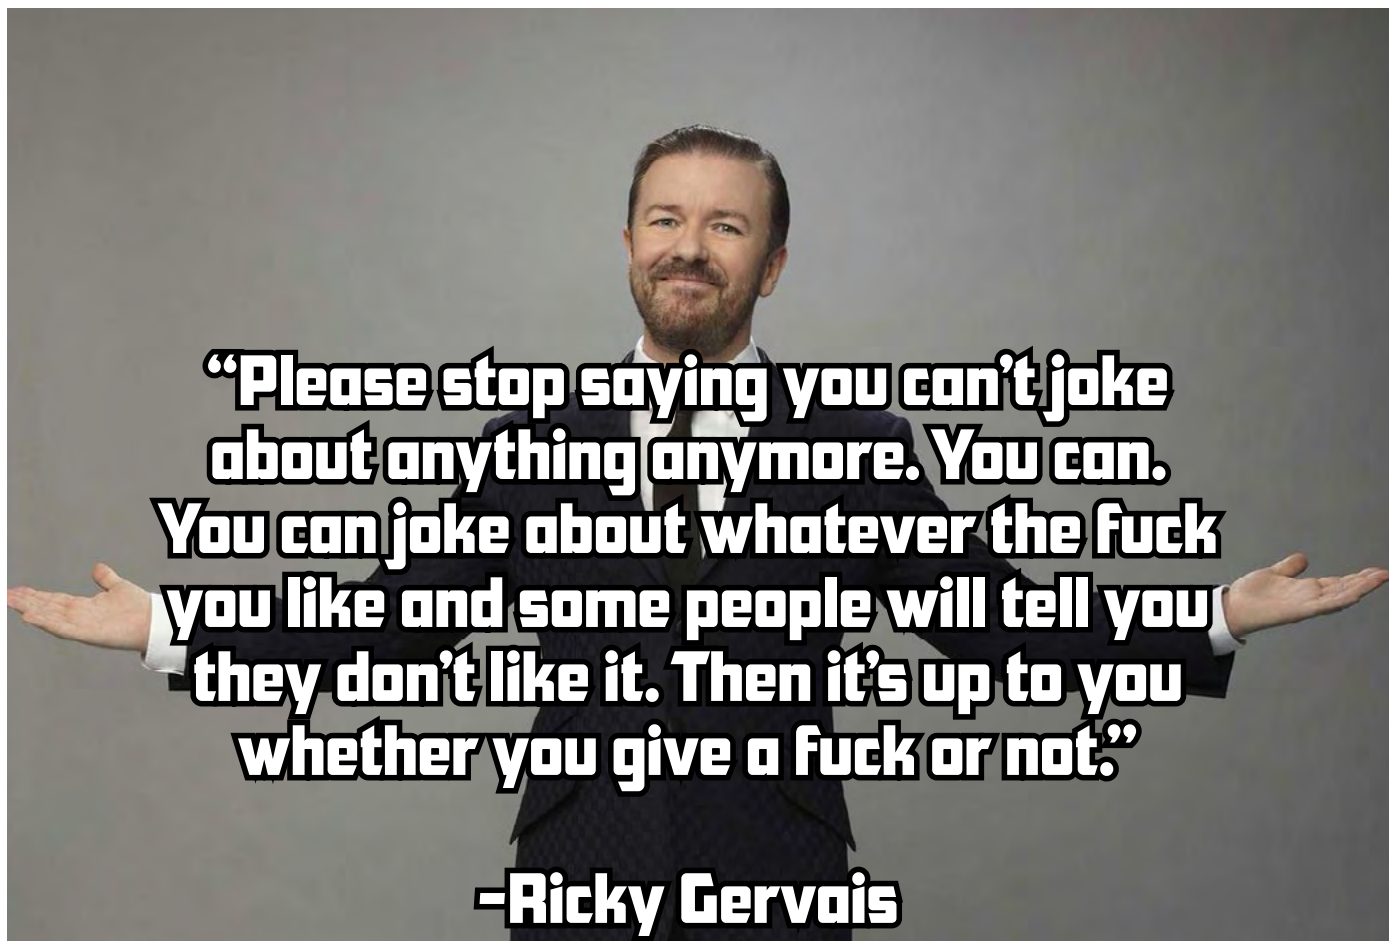 “Please stop saying you can’t joke
about anything anymore. You can.
You can joke about whatever the fuck
you like and some people will tell you
they don’t like it. Then it’s up to you
whether you give a fuck or not.”
-Ricky Gervais